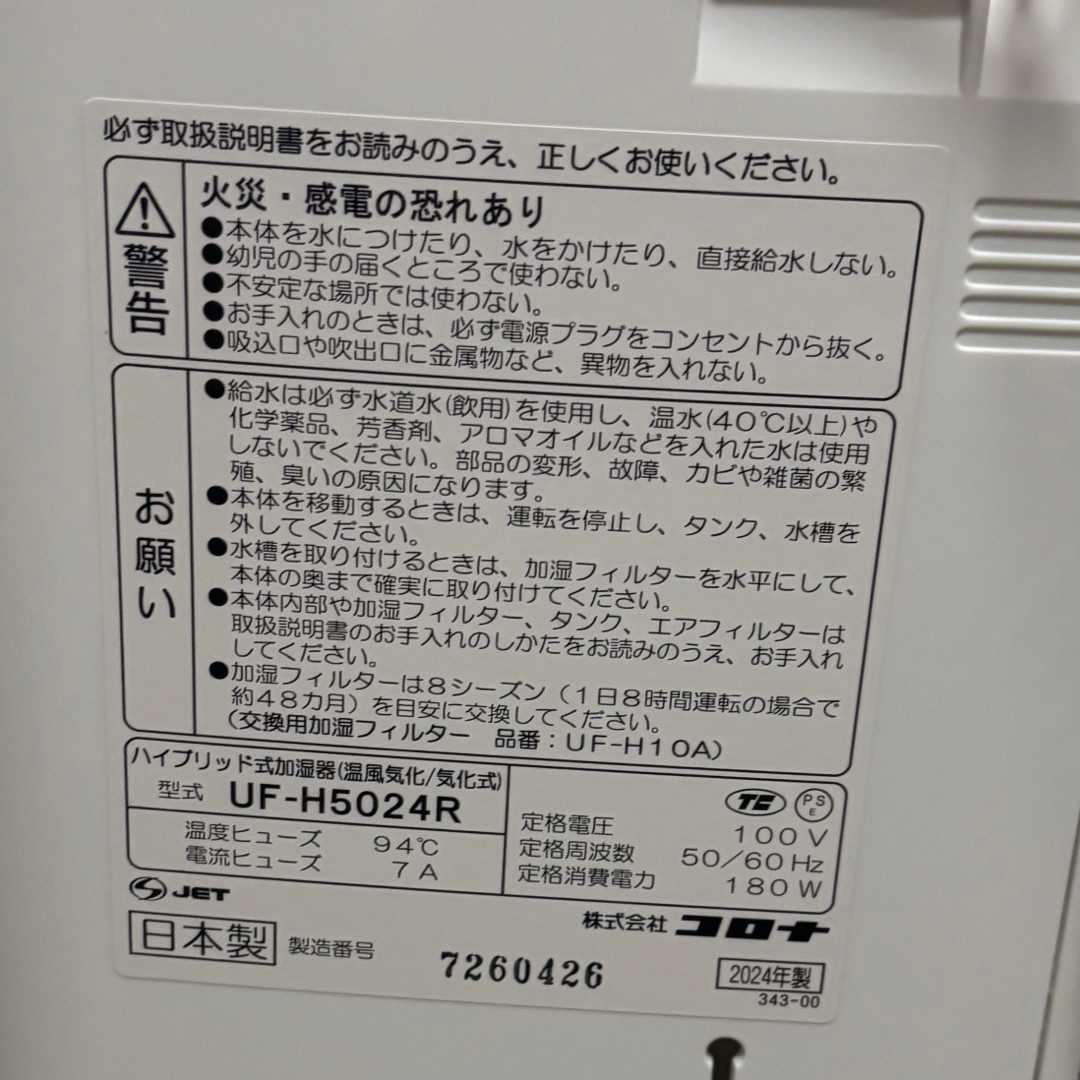 必ず取扱説明書をお読みのうえ、正しくお使いください。
警告
火災・感電の恐れあり
●本体を水につけたり、水をかけたり、直接給水しない。
●幼児の手の届くところで使わない。
●不安定な場所では使わない。
●お手入れのときは、必ず電源プラグをコンセントから抜く。
●吸込口や吹出口に金属物など、異物を入れない。
お願い
●給水は必ず水道水(飲用)を使用し、温水(40℃以上)や
化学薬品、芳香剤、アロマオイルなどを入れた水は使用
しないでください。部品の変形、故障、カビや雑菌の繁
殖、臭いの原因になります。
●本体を移動するときは、運転を停止し、タンク、水槽を
外してください。
●水槽を取り付けるときは、加湿フィルターを水平にして、
本体の奥まで確実に取り付けてください。
●本体内部や加湿フィルター、タンク、エアフィルターは
取扱説明書のお手入れのしかたをお読みのうえ、お手入れ
してください。
●加湿フィルターは8シーズン(1日8時間運転の場合で
約48カ月)を目安に交換してください。
(交換用加湿フィルター 品番:UF-H10A)
ハイブリッド式加湿器(温風気化/気化式)
型式 UF-H5024R
温度ヒューズ 94℃
電流ヒューズ 7A
PS
E
定格電圧 100V
定格周波数 50/60Hz
定格消費電力 180W
JET
株式会社 コロナ
日本製 製造番号 7260426
2024年製
343-00